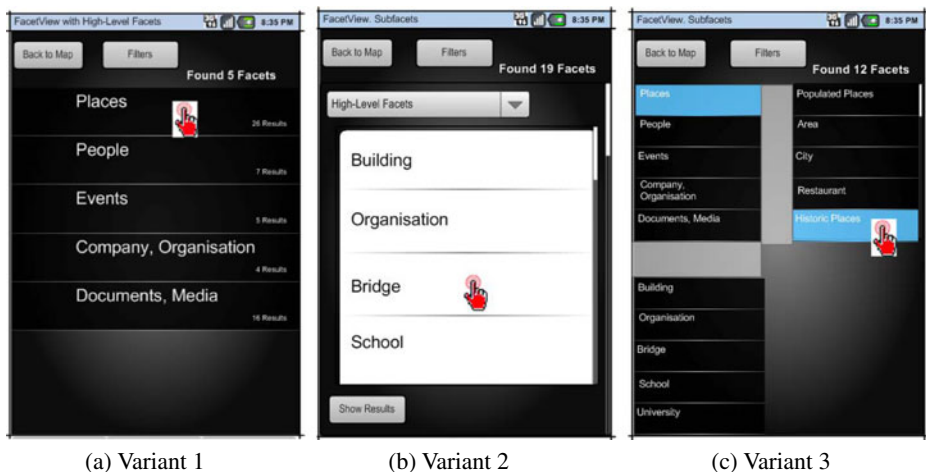 FacetView with High-Level Facets
8:35 PM
Back to Map
Filters
Found 5 Facets
Places
26 Results
People
7 Results
Events
5 Results
Company, Organisation
4 Results
Documents, Media
16 Results
(a) Variant 1
FacetView. Subfacets
8:35 PM
Back to Map
Filters
Found 19 Facets
High-Level Facets
Building
Organisation
Bridge
School
Show Results
(b) Variant 2
FacetView. Subfacets
8:35 PM
Back to Map
Filters
Found 12 Facets
Places
People
Events
Company,
Organisation
Documents, Media
Populated Places
Area
City
Restaurant
Historic Places
Building
Organisation
Bridge
School
University
(c) Variant 3